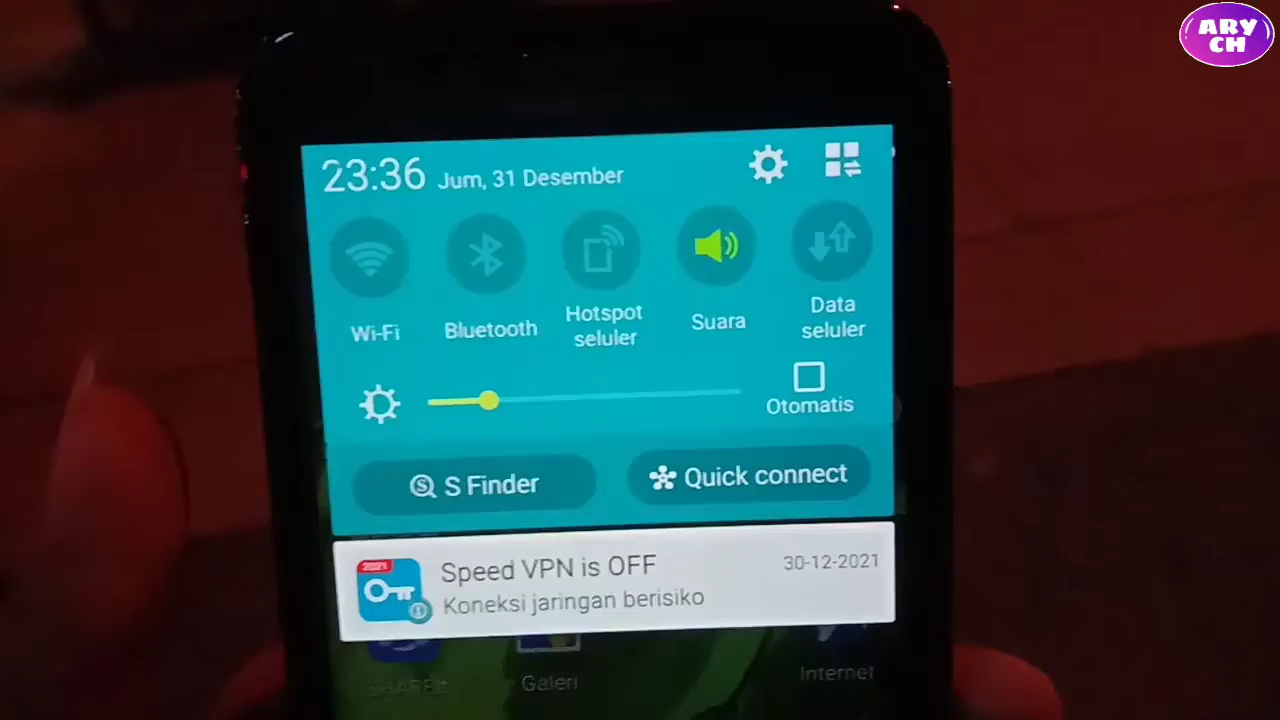 ARY
CH
23:36 Jum, 31 Desember
Wi-Fi
Bluetooth
Hotspot
seluler
Suara
Data
seluler
Otomatis
S Finder
Quick connect
2021
Speed VPN is OFF
30-12-2021
Koneksi jaringan berisiko
Galeri
Internet